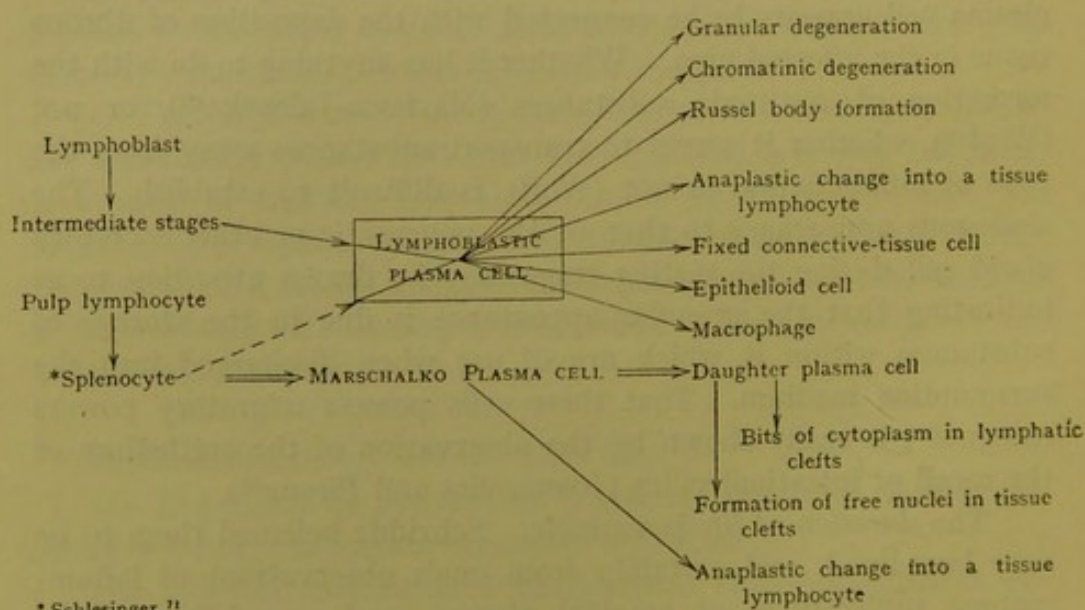 Granular degeneration
Chromatinic degeneration
Russel body formation
Lymphoblast
Anaplastic change into a tissue
lymphocyte
Intermediate stages
LYMPHOBLASTIC
PLASMA CELL
Fixed connective-tissue cell
Epithelioid cell
Pulp lymphocyte
Macrophage
*Splenocyte
MARSCHALKO PLASMA CELL
Daughter plasma cell
Bits of cytoplasm in lymphatic
clefts
Formation of free nuclei in tissue
clefts
Anaplastic change into a tissue
lymphocyte
* Schlesinger 71